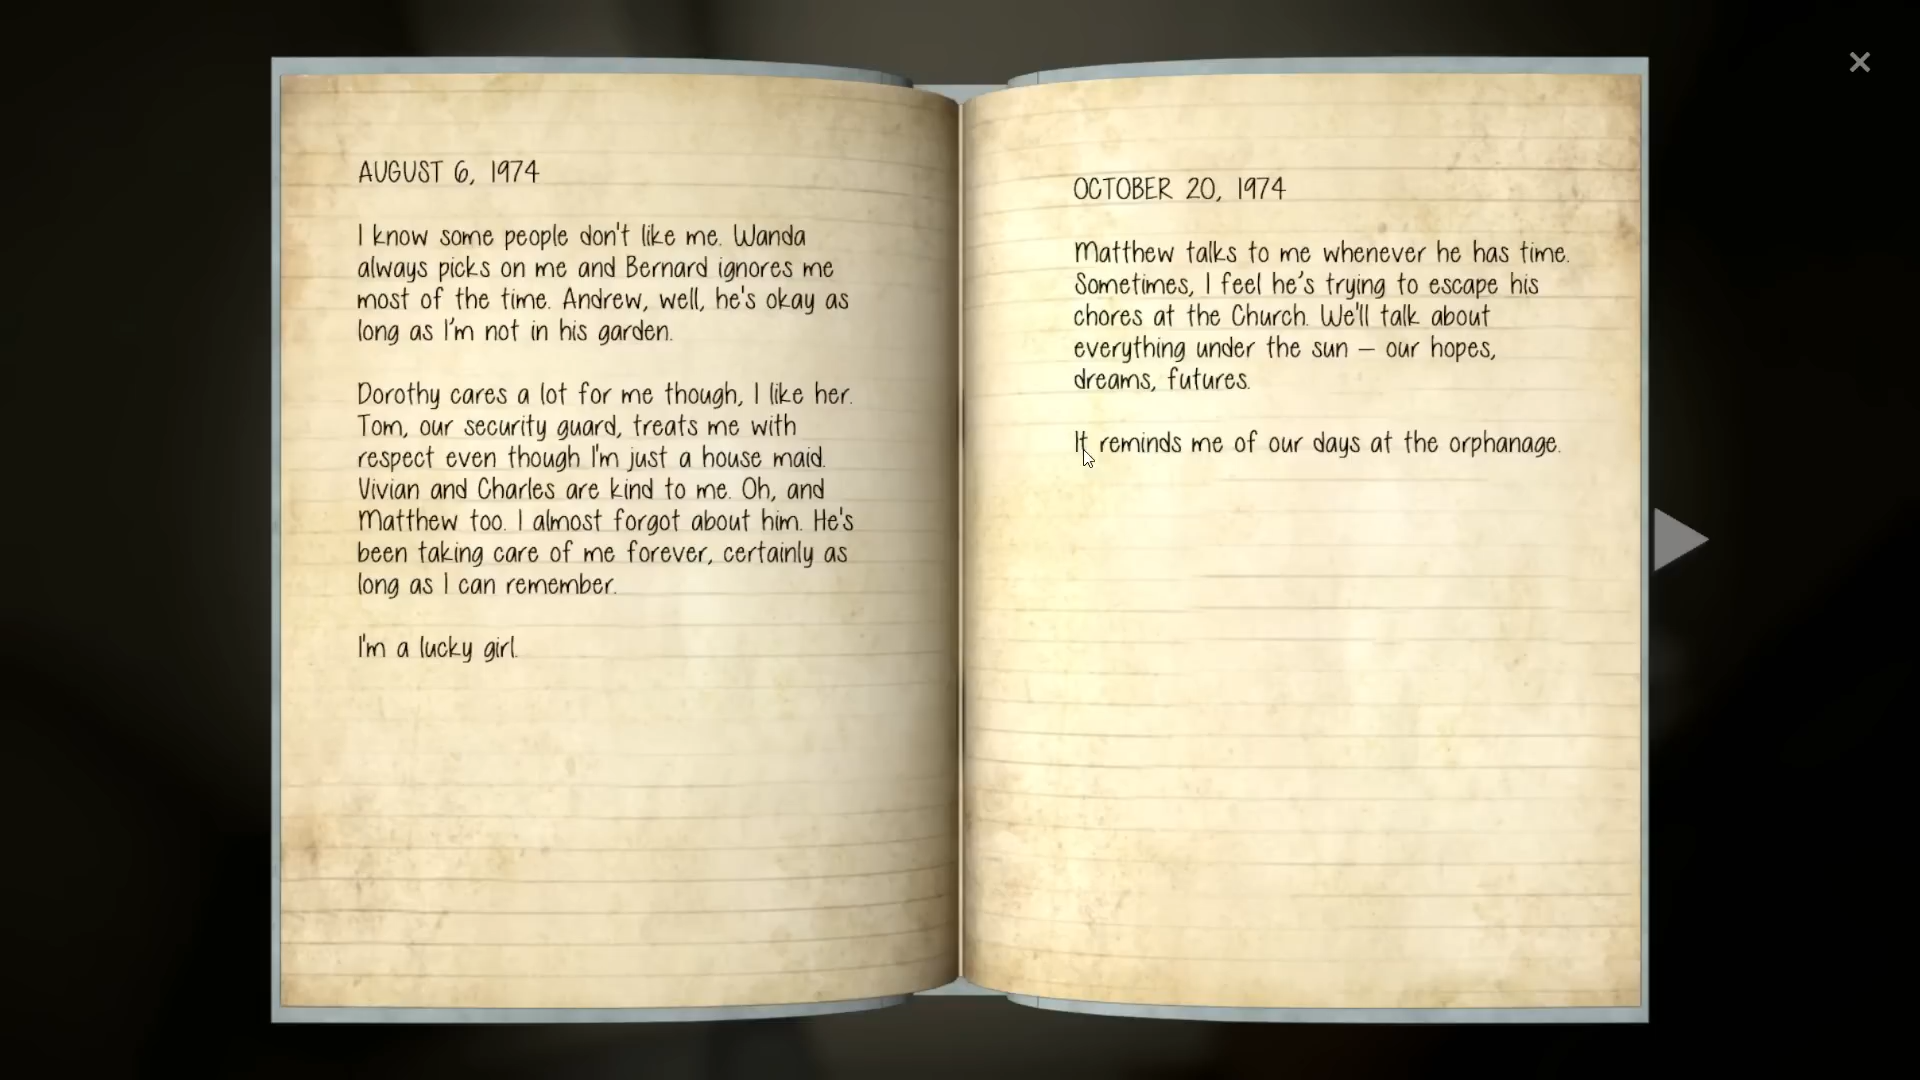 AUGUST 6, 1974
I know some people don't like me. Wanda
always picks on me and Bernard ignores me
most of the time. Andrew, well, he's okay as
long as I'm not in his garden.
Dorothy cares a lot for me though, I like her.
Tom, our security guard, treats me with
respect even though I'm just a house maid.
Vivian and Charles are kind to me. Oh, and
Matthew too. I almost forgot about him. He's
been taking care of me forever, certainly as
long as I can remember.
I'm a lucky girl.
OCTOBER 20, 1974
Matthew talks to me whenever he has time.
Sometimes, I feel he's trying to escape his
chores at the Church. We'll talk about
everything under the sun – our hopes,
dreams, futures.
It reminds me of our days at the orphanage.